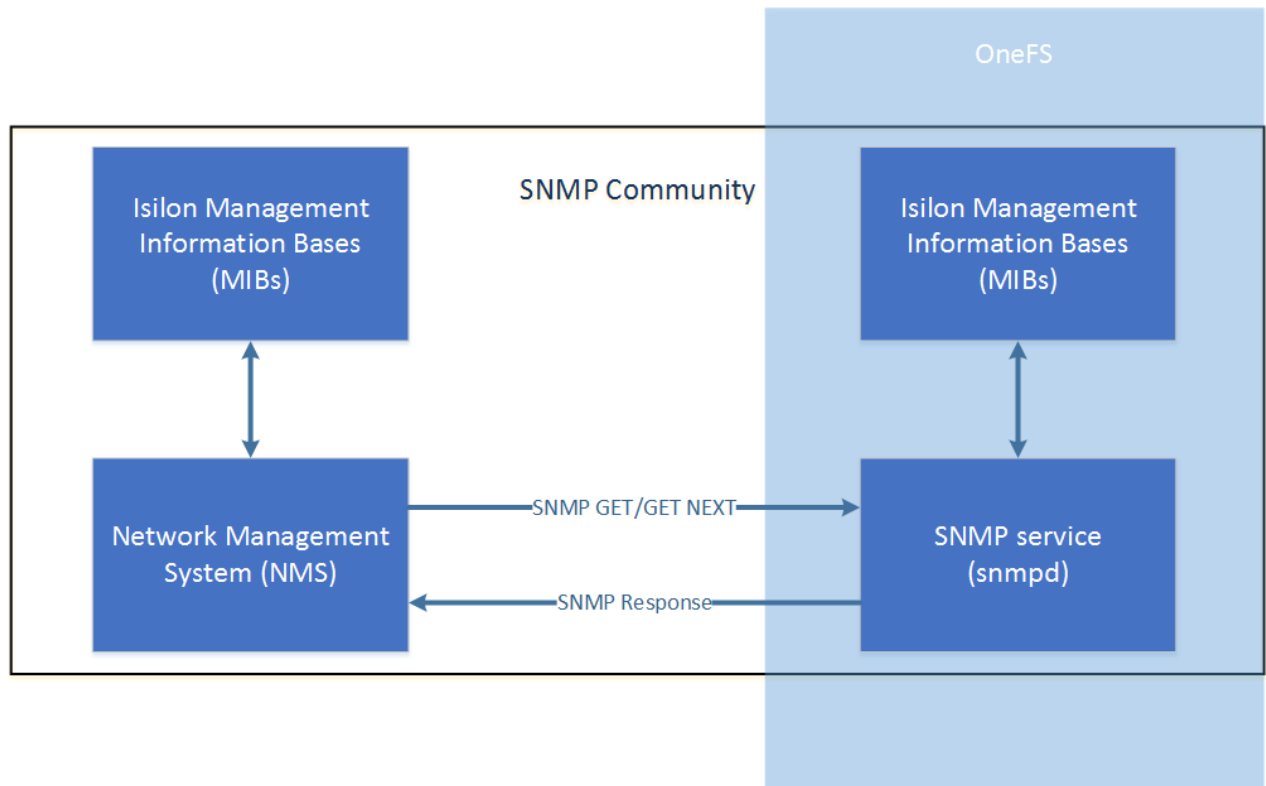 OneFS
SNMP Community
Isilon Management
Information Bases
(MIBs)
Isilon Management
Information Bases
(MIBs)
Network Management
System (NMS)
SNMP GET/GET NEXT
SNMP Response
SNMP service
(snmpd)